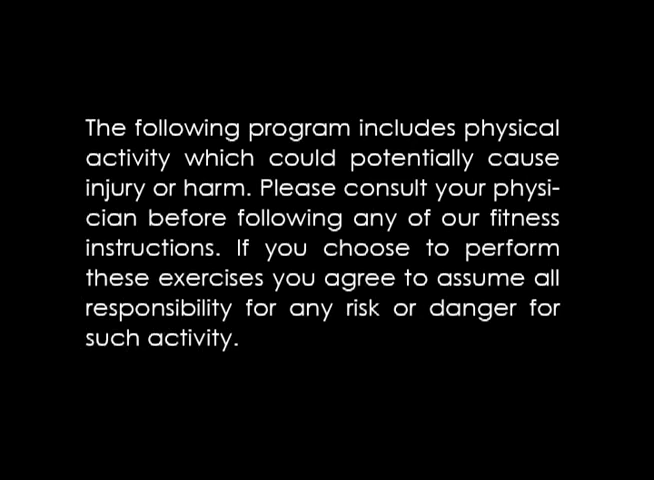 The following program includes physical
activity which could potentially cause
injury or harm. Please consult your physi-
cian before following any of our fitness
instructions. If you choose to perform
these exercises you agree to assume all
responsibility for any risk or danger for
such activity.